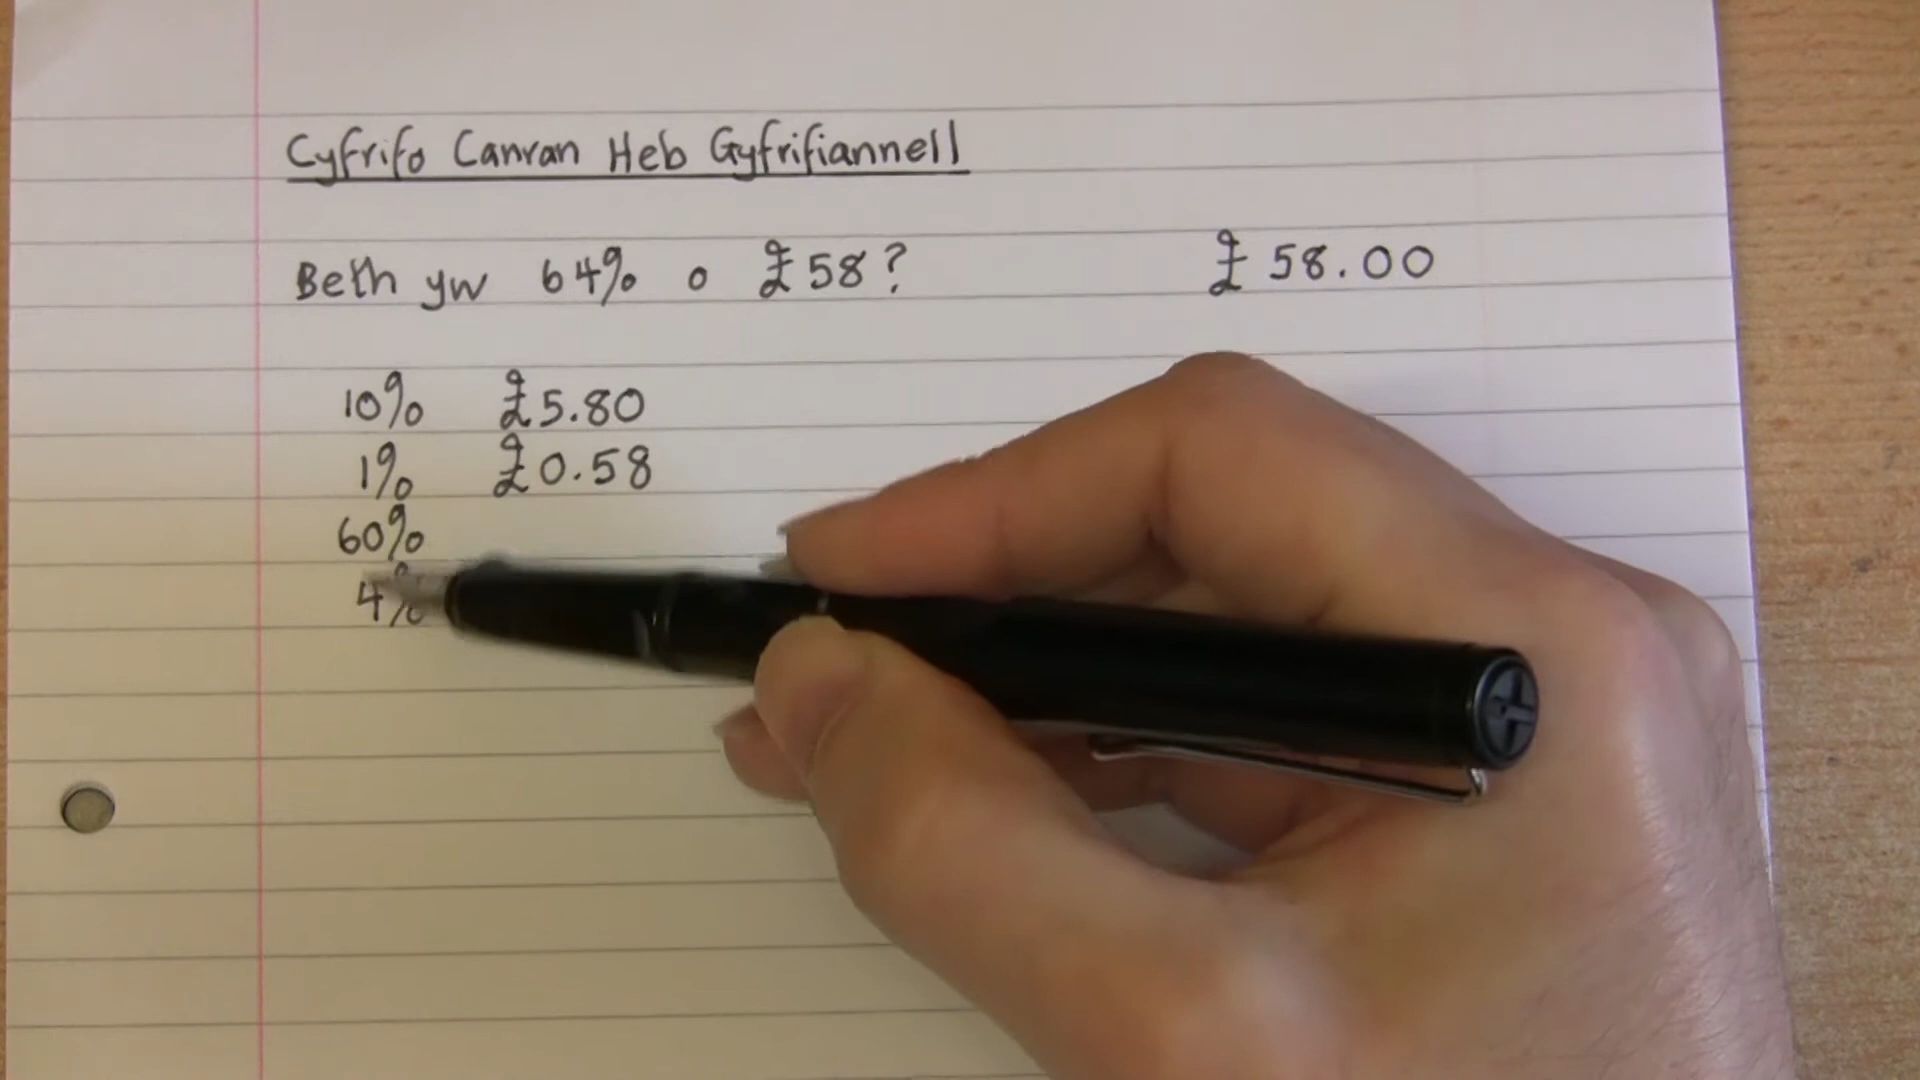 Cyfrifo Canran Heb Gyfrifiannell
Beth yw 64% o £58? £58.00
10% £5.80
1% £0.58
60%
4%